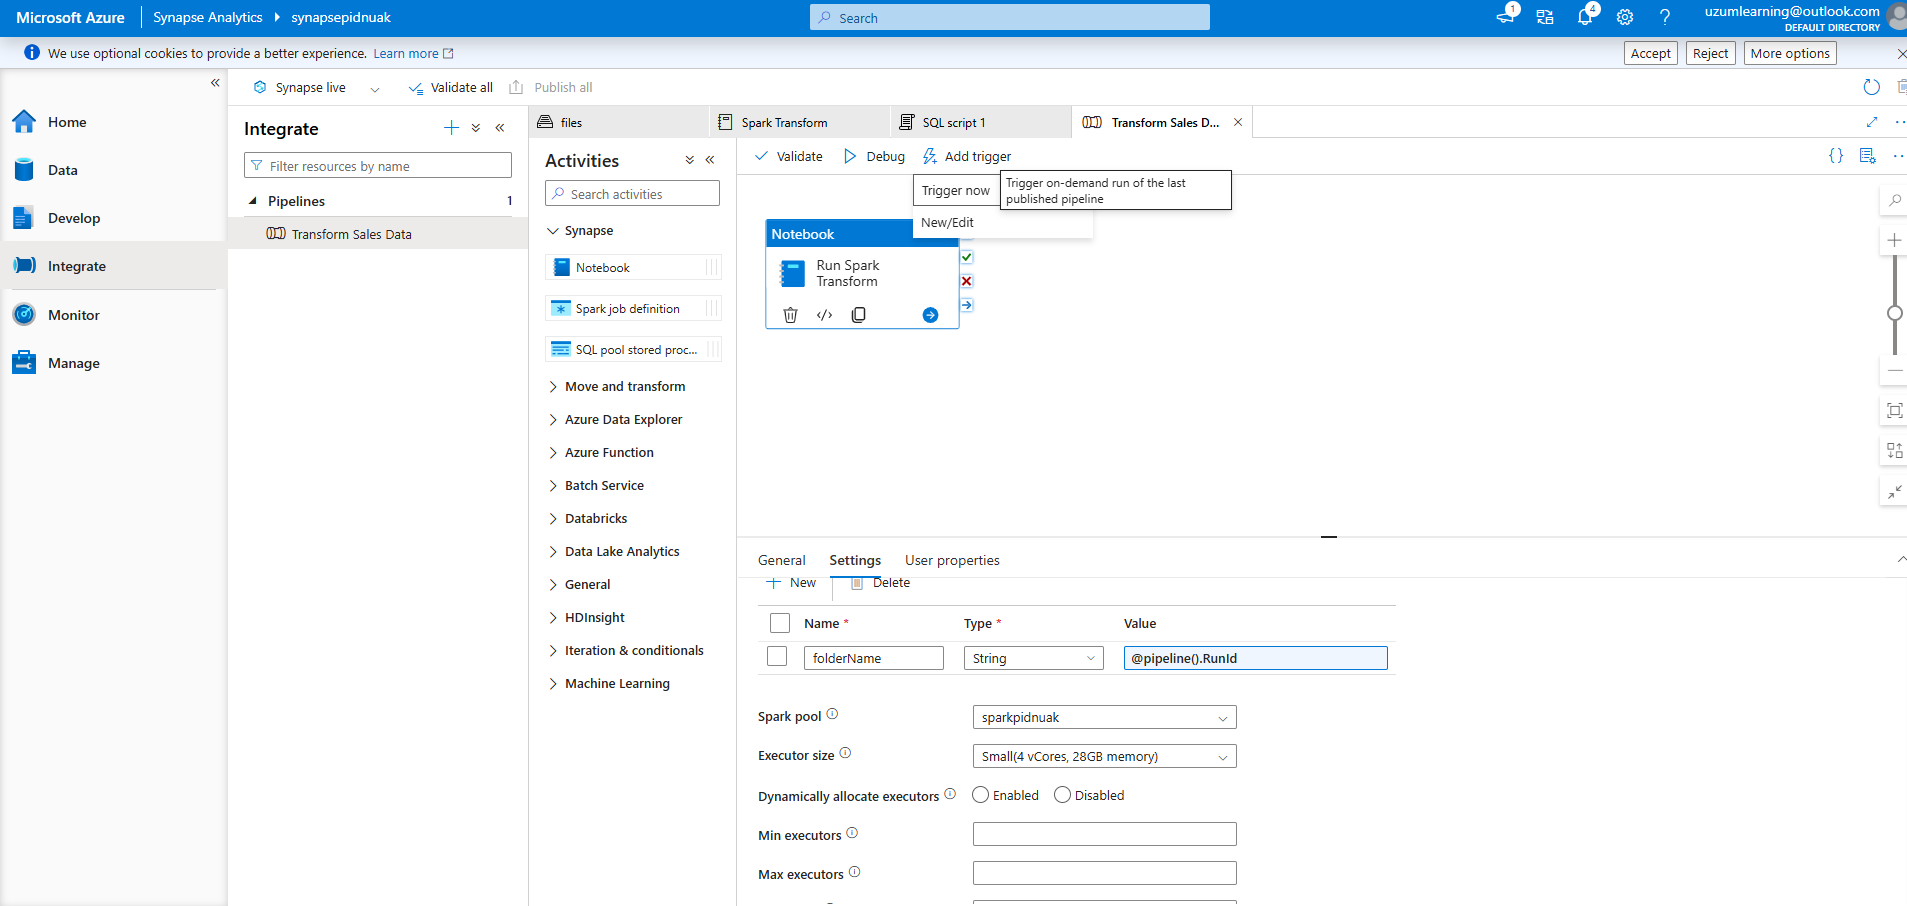 Microsoft Azure
Synapse Analytics
synapsepidnuak
Search
1
4
uzumlearning@outlook.com
DEFAULT DIRECTORY
We use optional cookies to provide a better experience. Learn more
Accept
Reject
More options
Synapse live
Validate all
Publish all
Home
Data
Develop
Integrate
Monitor
Manage
Integrate
Filter resources by name
Pipelines
1
Transform Sales Data
files
Spark Transform
SQL script 1
Transform Sales D...
Activities
Search activities
Synapse
Notebook
Spark job definition
SQL pool stored proc...
Move and transform
Azure Data Explorer
Azure Function
Batch Service
Databricks
Data Lake Analytics
General
HDInsight
Iteration & conditionals
Machine Learning
Validate
Debug
Add trigger
Trigger now
Trigger on-demand run of the last
published pipeline
New/Edit
Notebook
Run Spark
Transform
General
Settings
User properties
New
Delete
Name *
Type *
Value
folderName
String
@pipeline().RunId
Spark pool
sparkpidnuak
Executor size
Small(4 vCores, 28GB memory)
Dynamically allocate executors
Enabled
Disabled
Min executors
Max executors